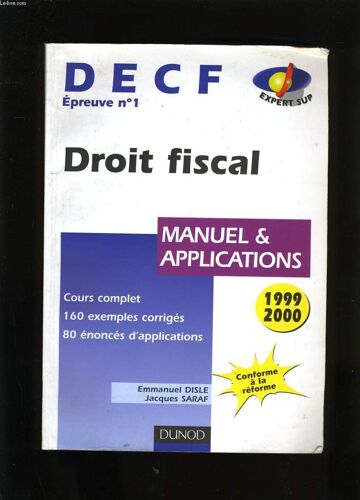 Le-livre.com
DECF
Épreuve n°1
EXPERT SUP
Droit fiscal
MANUEL &
APPLICATIONS
1999
2000
Cours complet
160 exemples corrigés
80 énoncés d'applications
Conforme
à la
réforme
Emmanuel DISLE
Jacques SARAF
DUNOD